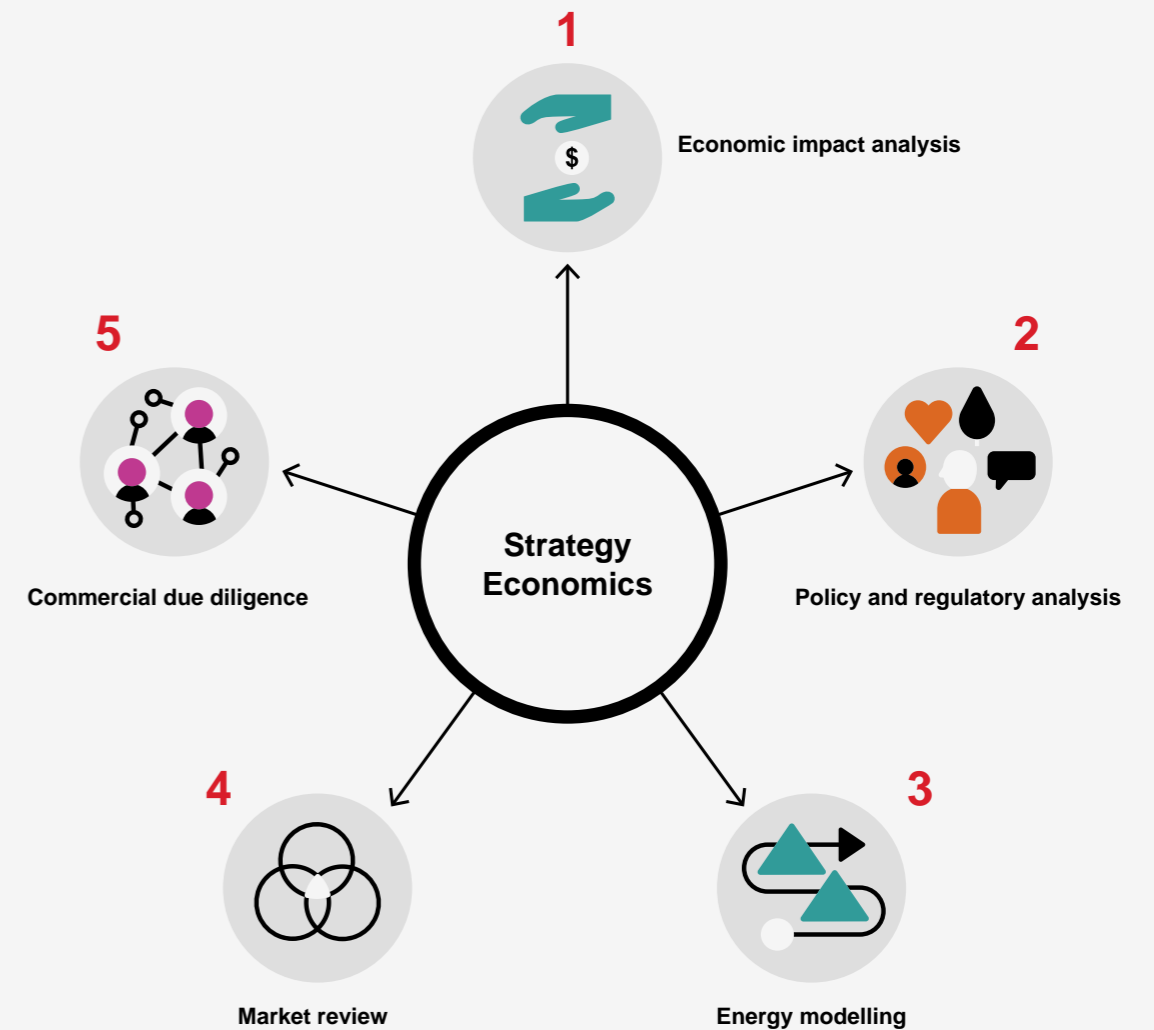 1
$
Economic impact analysis
5
2
Strategy
Economics
Commercial due diligence
Policy and regulatory analysis
4
3
Market review
Energy modelling